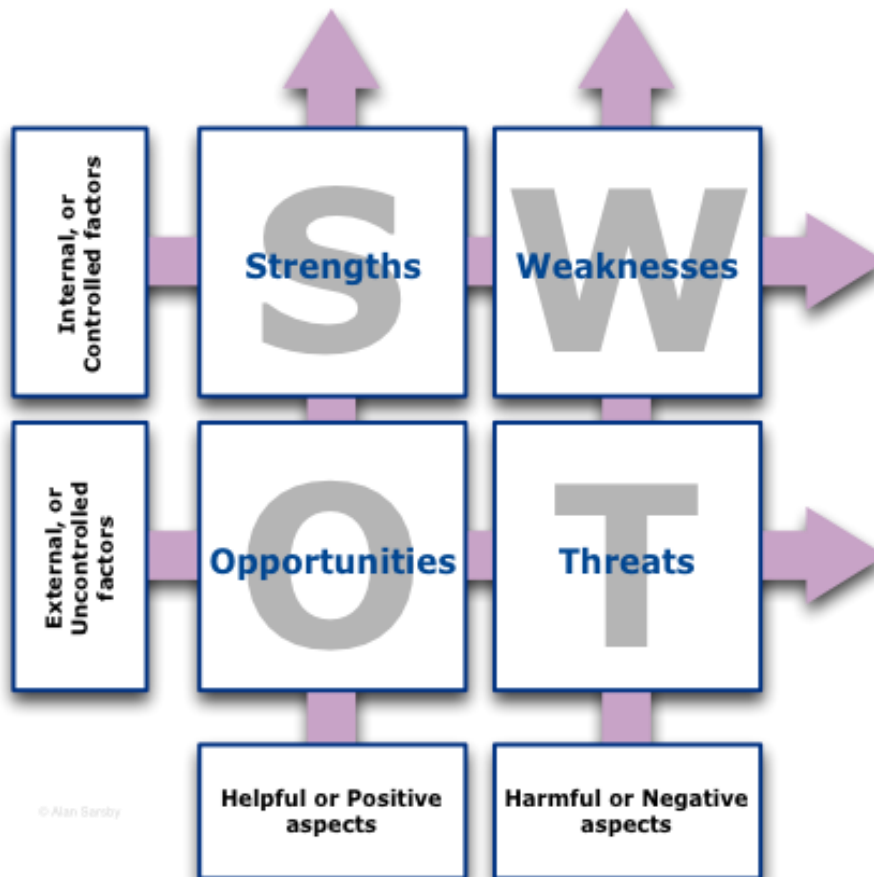 Internal, or
Controlled factors
S
Strengths
W
Weaknesses
External, or
Uncontrolled
factors
O
Opportunities
T
Threats
Helpful or Positive
aspects
Harmful or Negative
aspects
© Alan Sarsby